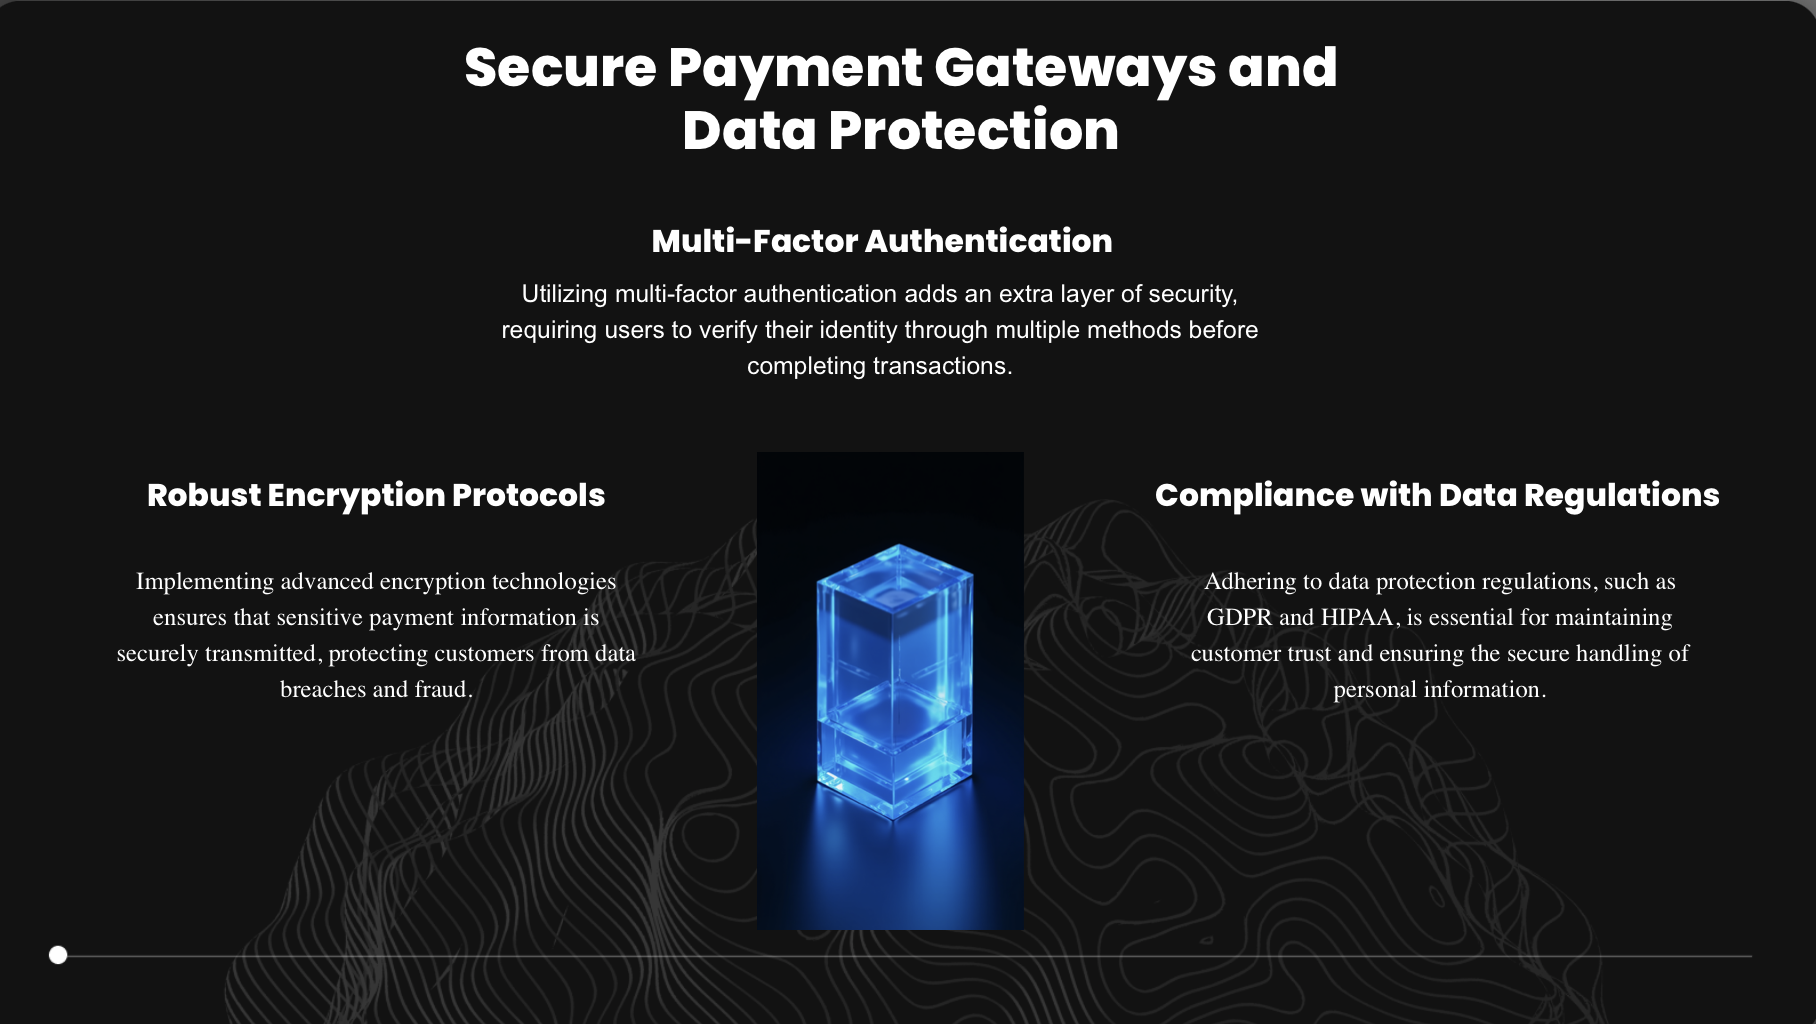 Secure Payment Gateways and
Data Protection
Multi-Factor Authentication
Utilizing multi-factor authentication adds an extra layer of security,
requiring users to verify their identity through multiple methods before
completing transactions.
Robust Encryption Protocols
Implementing advanced encryption technologies
ensures that sensitive payment information is
securely transmitted, protecting customers from data
breaches and fraud.
Compliance with Data Regulations
Adhering to data protection regulations, such as
GDPR and HIPAA, is essential for maintaining
customer trust and ensuring the secure handling of
personal information.